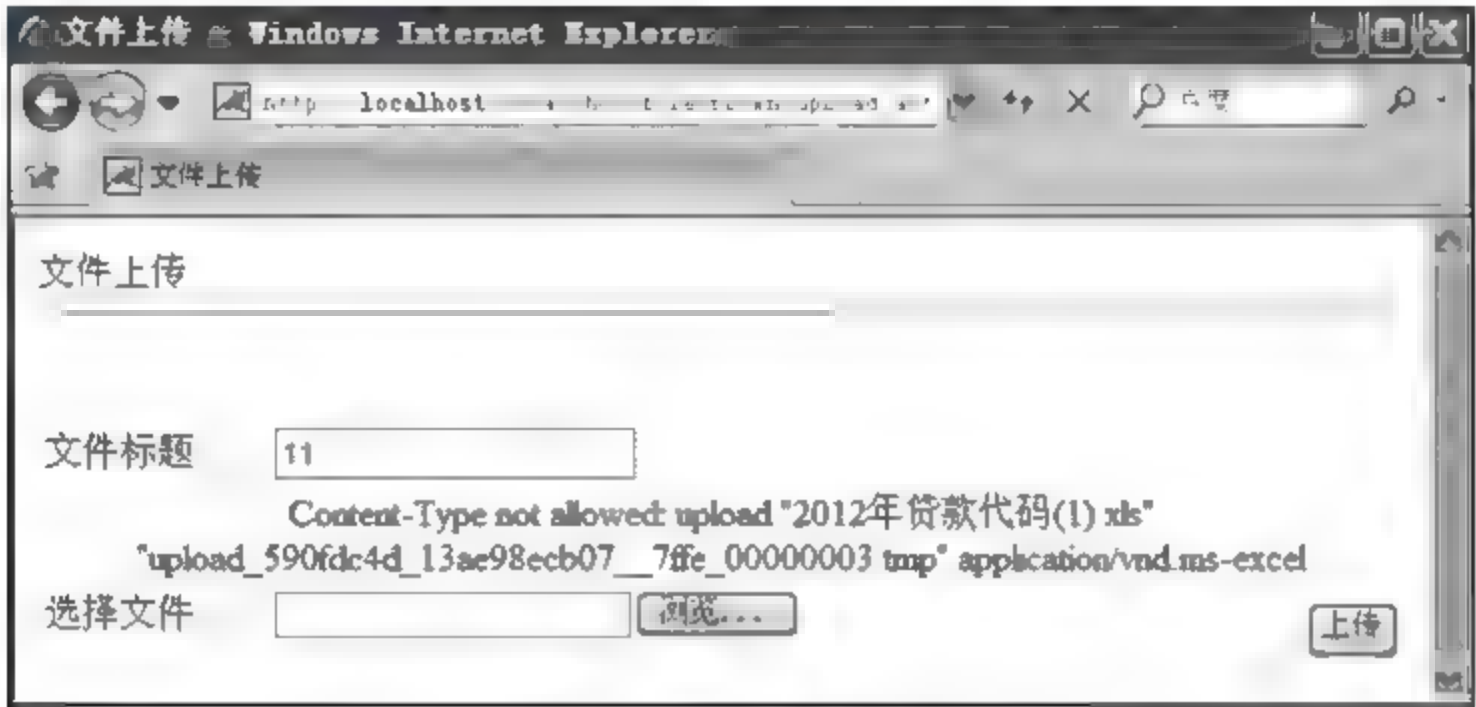 文件上传 Windows Internet Explorer
localhost
文件上传
文件上传
文件标题 11
Content-Type not allowed: upload "2012年贷款代码(1) xls"
"upload_590fdc4d_13ae98ecb07__7ffe_00000003 tmp" application/vnd.ms-excel
选择文件 浏览...
上传